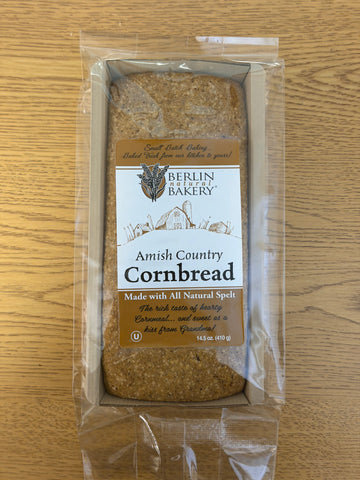 Small Batch Baking
Baked Fresh from our kitchen to yours!
BERLIN
natural
BAKERY®
Amish Country
Cornbread
Made with All Natural Spelt
The rich taste of hearty
Cornmeal... and sweet as a
kiss from Grandma!
U
14.5 oz. (410 g)